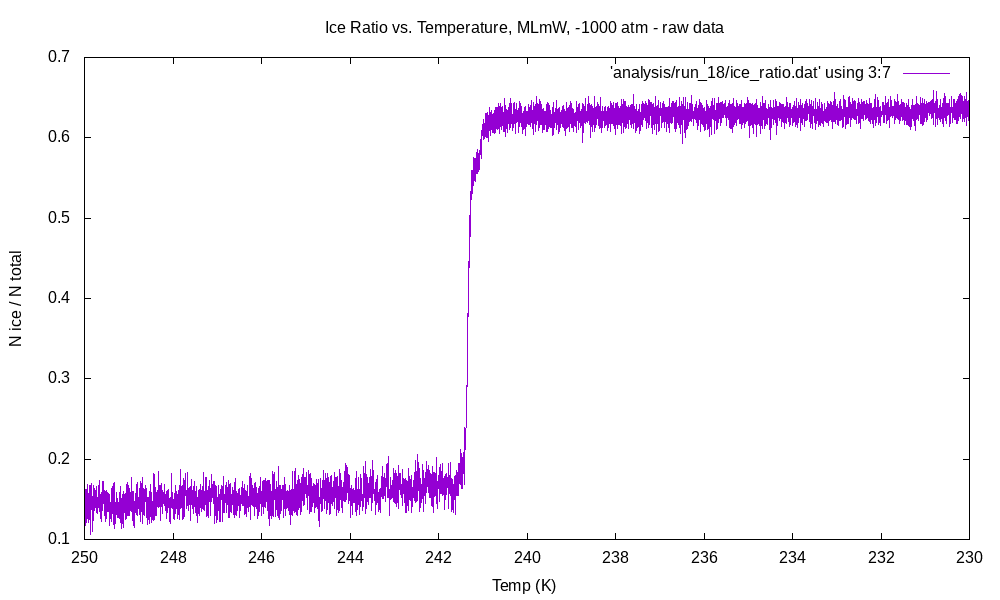 Ice Ratio vs. Temperature, MLmW, -1000 atm - raw data
'analysis/run_18/ice_ratio.dat' using 3:7
0.7
0.6
0.5
0.4
0.3
0.2
0.1
N ice / N total
250 248 246 244 242 240 238 236 234 232 230
Temp (K)